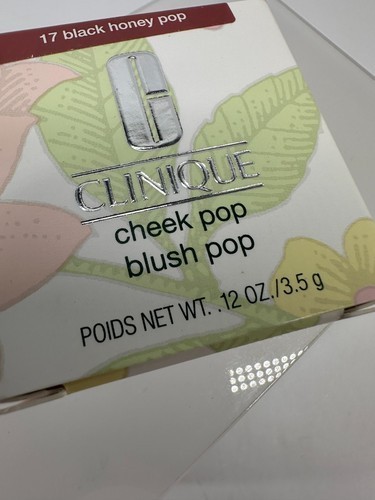 17 black honey pop
CLINIQUE
cheek pop
blush pop
POIDS NET WT. .12 OZ./3.5 g